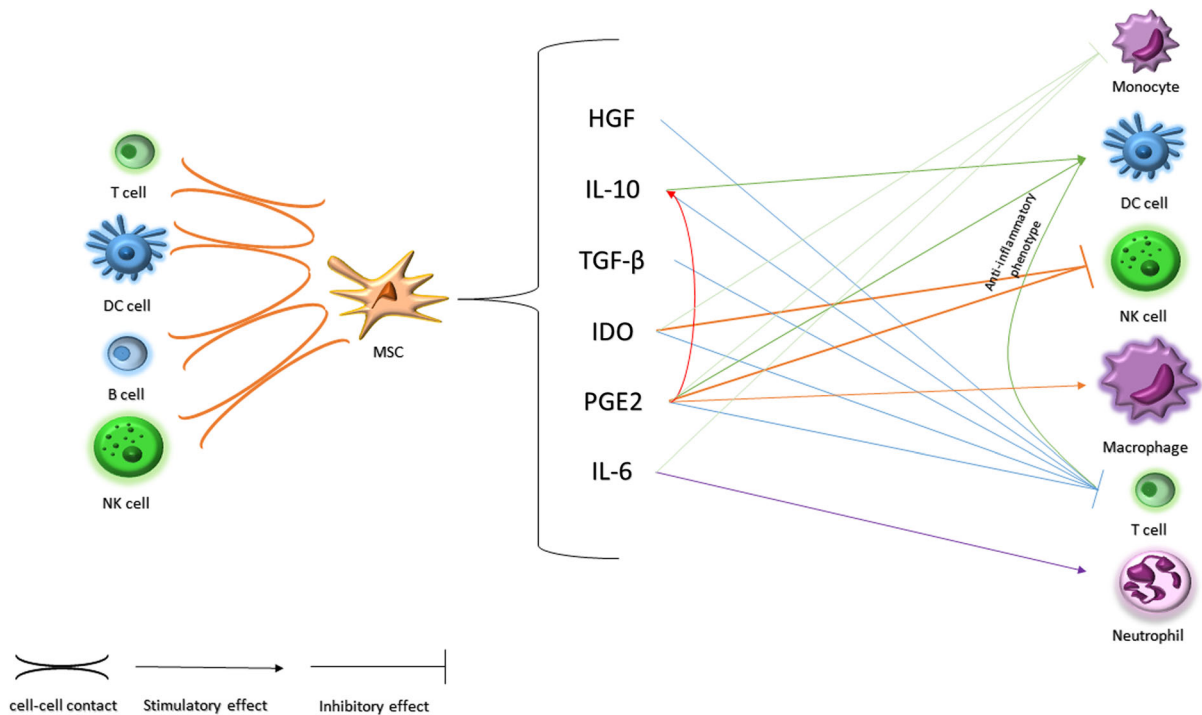 T cell
DC cell
B cell
NK cell
MSC
HGF
IL-10
TGF-β
IDO
PGE2
IL-6
Anti-inflammatory
phenotype
Monocyte
DC cell
NK cell
Macrophage
T cell
Neutrophil
cell-cell contact
Stimulatory effect
Inhibitory effect